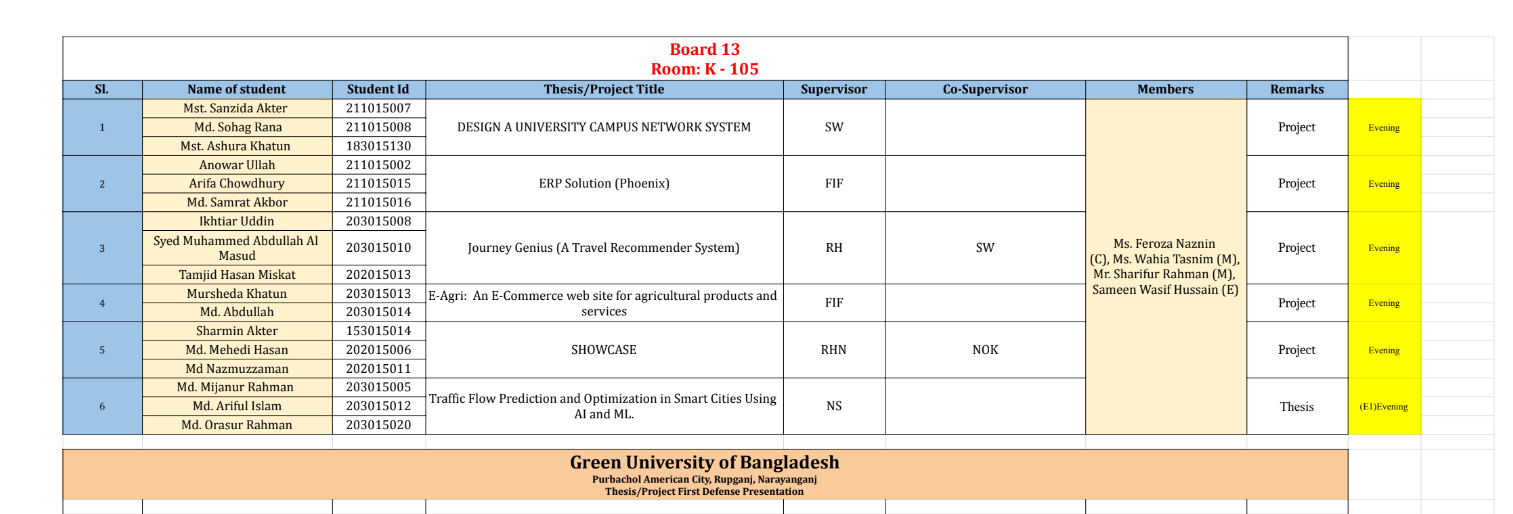 Board 13
Room: K - 105
Sl. Name of student Student Id Thesis/Project Title Supervisor Co-Supervisor Members Remarks
1 Mst. Sanzida Akter 211015007 DESIGN A UNIVERSITY CAMPUS NETWORK SYSTEM SW Project Evening
Md. Sohag Rana 211015008
Mst. Ashura Khatun 183015130
2 Anowar Ullah 211015002 ERP Solution (Phoenix) FIF Project Evening
Arifa Chowdhury 211015015
Md. Samrat Akbor 211015016
3 Ikhtiar Uddin 203015008 Journey Genius (A Travel Recommender System) RH SW Project Evening
Syed Muhammed Abdullah Al
Masud 203015010
Tamjid Hasan Miskat 202015013
Ms. Feroza Naznin
(C), Ms. Wahia Tasnim (M),
Mr. Sharifur Rahman (M),
Sameen Wasif Hussain (E)
4 Mursheda Khatun 203015013 E-Agri: An E-Commerce web site for agricultural products and
services FIF Project Evening
Md. Abdullah 203015014
5 Sharmin Akter 153015014 SHOWCASE RHN NOK Project Evening
Md. Mehedi Hasan 202015006
Md Nazmuzzaman 202015011
6 Md. Mijanur Rahman 203015005 Traffic Flow Prediction and Optimization in Smart Cities Using
AI and ML. NS Thesis (E1)Evening
Md. Ariful Islam 203015012
Md. Orasur Rahman 203015020
Green University of Bangladesh
Purbachol American City, Rupganj, Narayanganj
Thesis/Project First Defense Presentation